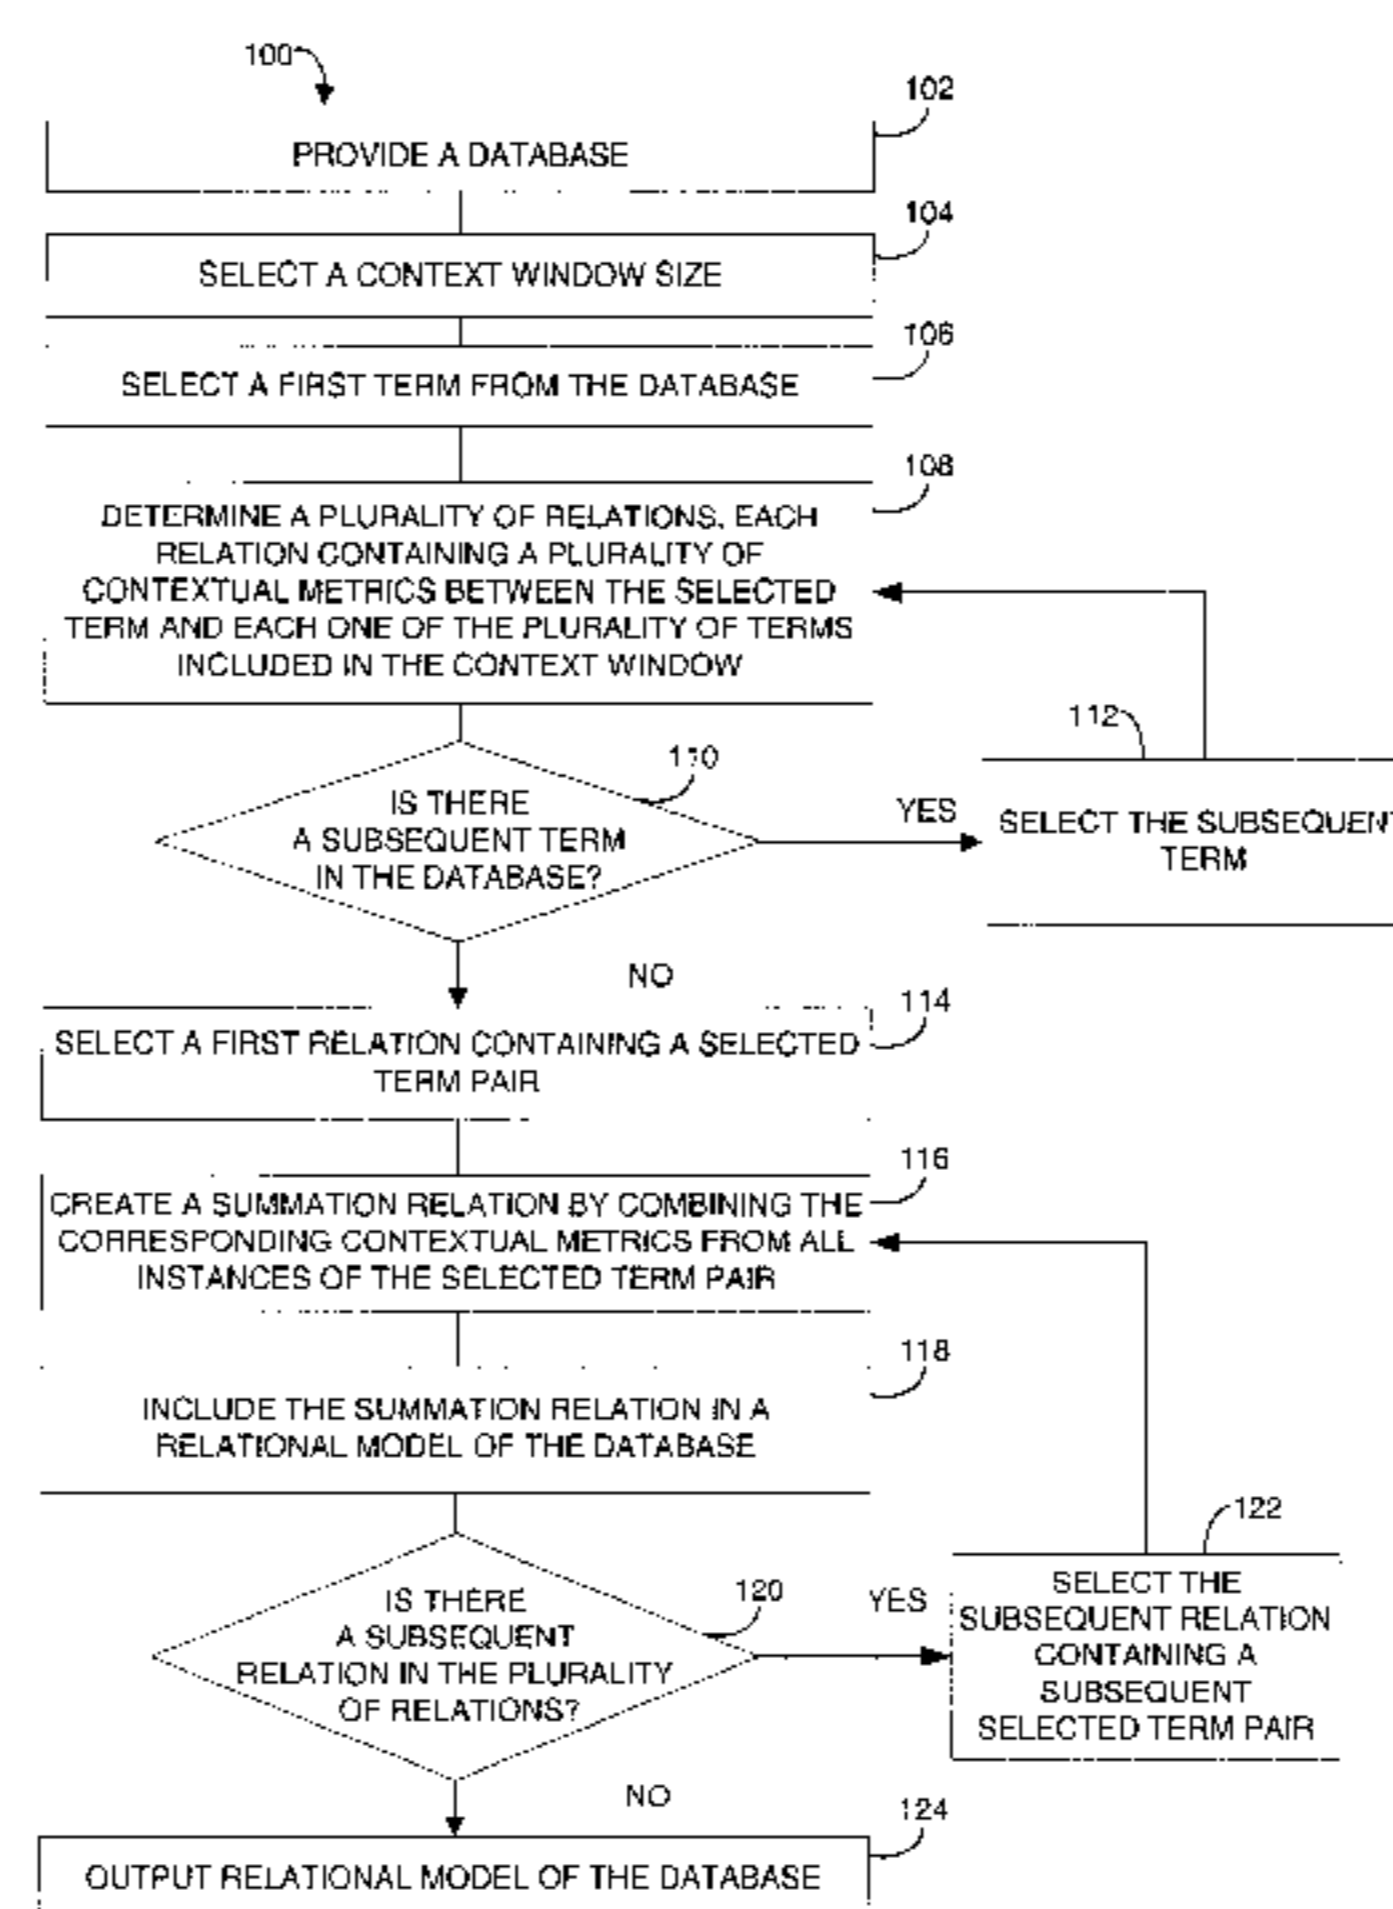 100
102
PROVIDE A DATABASE
104
SELECT A CONTEXT WINDOW SIZE
106
SELECT A FIRST TERM FROM THE DATABASE
108
DETERMINE A PLURALITY OF RELATIONS, EACH
RELATION CONTAINING A PLURALITY OF
CONTEXTUAL METRICS BETWEEN THE SELECTED
TERM AND EACH ONE OF THE PLURALITY OF TERMS
INCLUDED IN THE CONTEXT WINDOW
110
IS THERE
A SUBSEQUENT TERM
IN THE DATABASE?
YES
112
SELECT THE SUBSEQUENT
TERM
NO
114
SELECT A FIRST RELATION CONTAINING A SELECTED
TERM PAIR
116
CREATE A SUMMATION RELATION BY COMBINING THE
CORRESPONDING CONTEXTUAL METRICS FROM ALL
INSTANCES OF THE SELECTED TERM PAIR
118
INCLUDE THE SUMMATION RELATION IN A
RELATIONAL MODEL OF THE DATABASE
120
IS THERE
A SUBSEQUENT
RELATION IN THE PLURALITY
OF RELATIONS?
YES
122
SELECT THE
SUBSEQUENT RELATION
CONTAINING A
SUBSEQUENT
SELECTED TERM PAIR
NO
124
OUTPUT RELATIONAL MODEL OF THE DATABASE